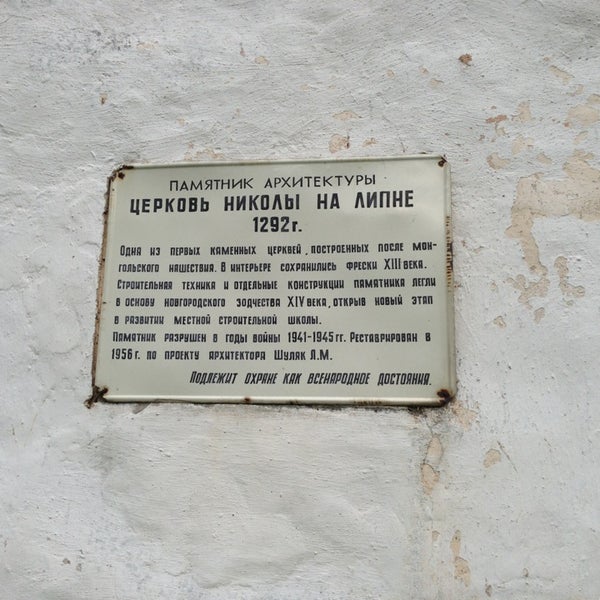 ПАМЯТНИК АРХИТЕКТУРЫ
ЦЕРКОВЬ НИКОЛЫ НА ЛИПНЕ
1292 г.
Одна из первых каменных церквей, построенных после мон-
гольского нашествия. В интерьере сохранились фрески XIII века.
Строительная техника и отдельные конструкции памятника легли
в основу новгородского зодчества XIV века, открыв новый этап
в развитии местной строительной школы.
Памятник разрушен в годы войны 1941-1945 гг. Реставрирован в
1956 г. по проекту архитектора Шуляк Л.М.
Подлежит охране как всенародное достояния.